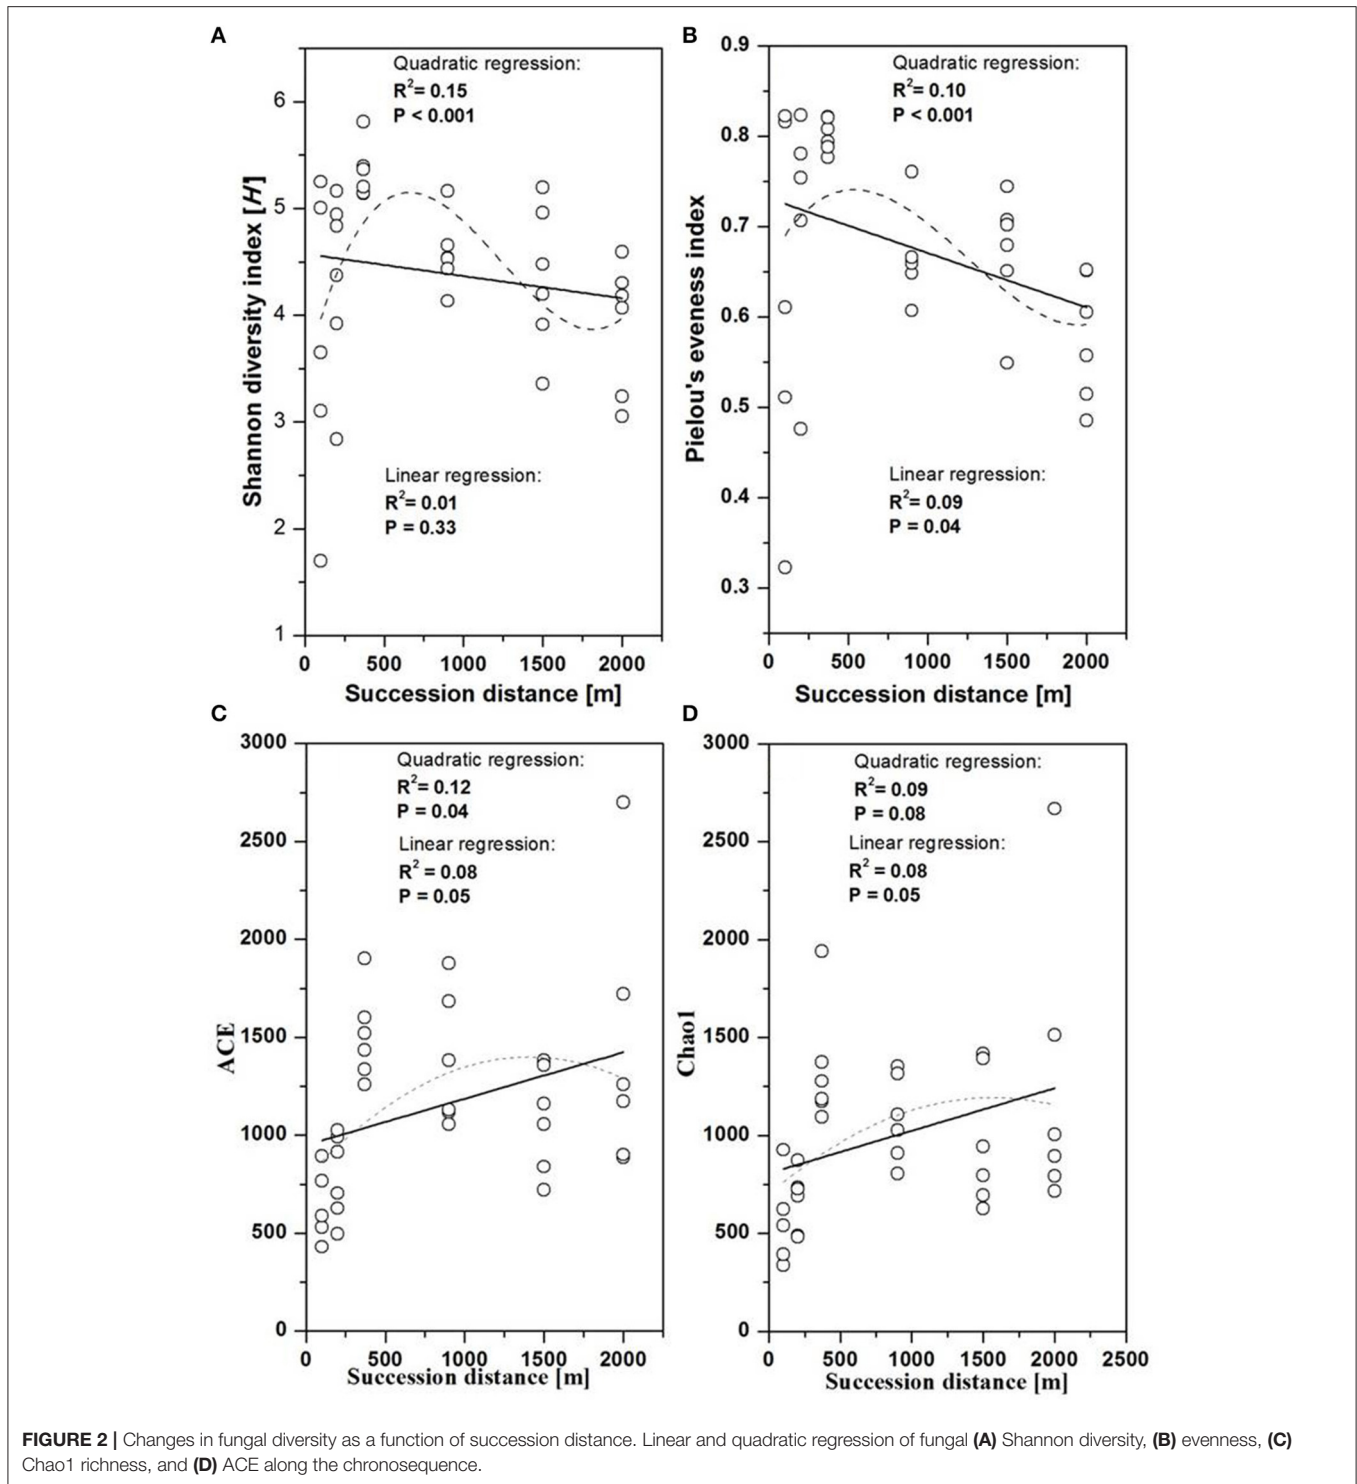 A
Quadratic regression:
R2= 0.15
P < 0.001
Linear regression:
R2= 0.01
P = 0.33
Shannon diversity index [H]
6
5
4
3
2
1
0 500 1000 1500 2000
Succession distance [m]
B
Quadratic regression:
R2= 0.10
P < 0.001
Linear regression:
R2= 0.09
P = 0.04
Pielou's eveness index
0.9
0.8
0.7
0.6
0.5
0.4
0.3
0 500 1000 1500 2000
Succession distance [m]
C
Quadratic regression:
R2= 0.12
P = 0.04
Linear regression:
R2 = 0.08
P = 0.05
ACE
3000
2500
2000
1500
1000
500
0
0 500 1000 1500 2000
Succession distance [m]
D
Quadratic regression:
R2= 0.09
P = 0.08
Linear regression:
R2 = 0.08
P = 0.05
Chao1
3000
2500
2000
1500
1000
500
0
0 500 1000 1500 2000 2500
Succession distance [m]
FIGURE 2 | Changes in fungal diversity as a function of succession distance. Linear and quadratic regression of fungal (A) Shannon diversity, (B) evenness, (C)
Chao1 richness, and (D) ACE along the chronosequence.